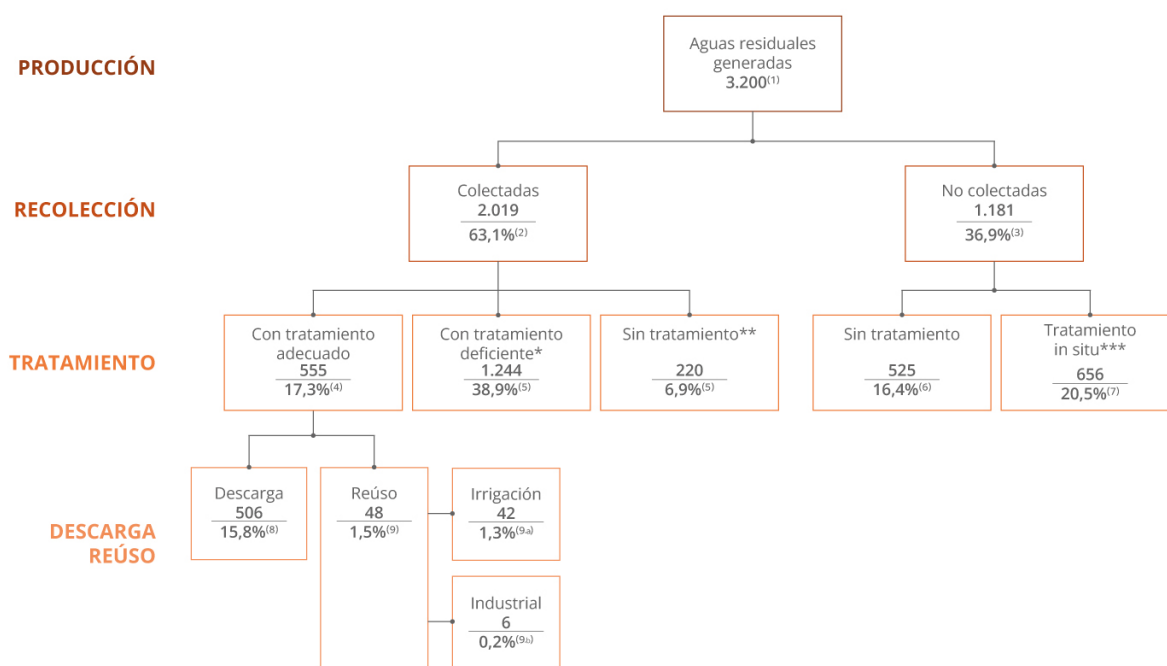 PRODUCCIÓN
Aguas residuales
generadas
3.200(1)
RECOLECCIÓN
Colectadas
2.019
63,1%(2)
No colectadas
1.181
36,9%(3)
TRATAMIENTO
Con tratamiento
adecuado
555
17,3%(4)
Con tratamiento
deficiente*
1.244
38,9%(5)
Sin tratamiento**
220
6,9%(5)
Sin tratamiento
525
16,4%(6)
Tratamiento
in situ***
656
20,5%(7)
DESCARGA
REÚSO
Descarga
506
15,8%(8)
Reúso
48
1,5%(9)
Irrigación
42
1,3%(9a)
Industrial
6
0,2%(9b)